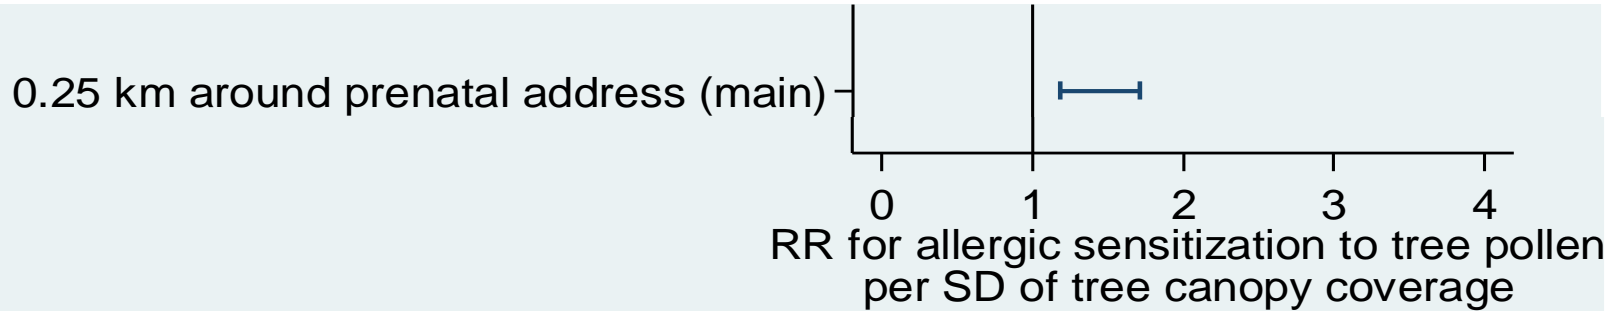 0.25 km around prenatal address (main)
0 1 2 3 4
RR for allergic sensitization to tree pollen
per SD of tree canopy coverage